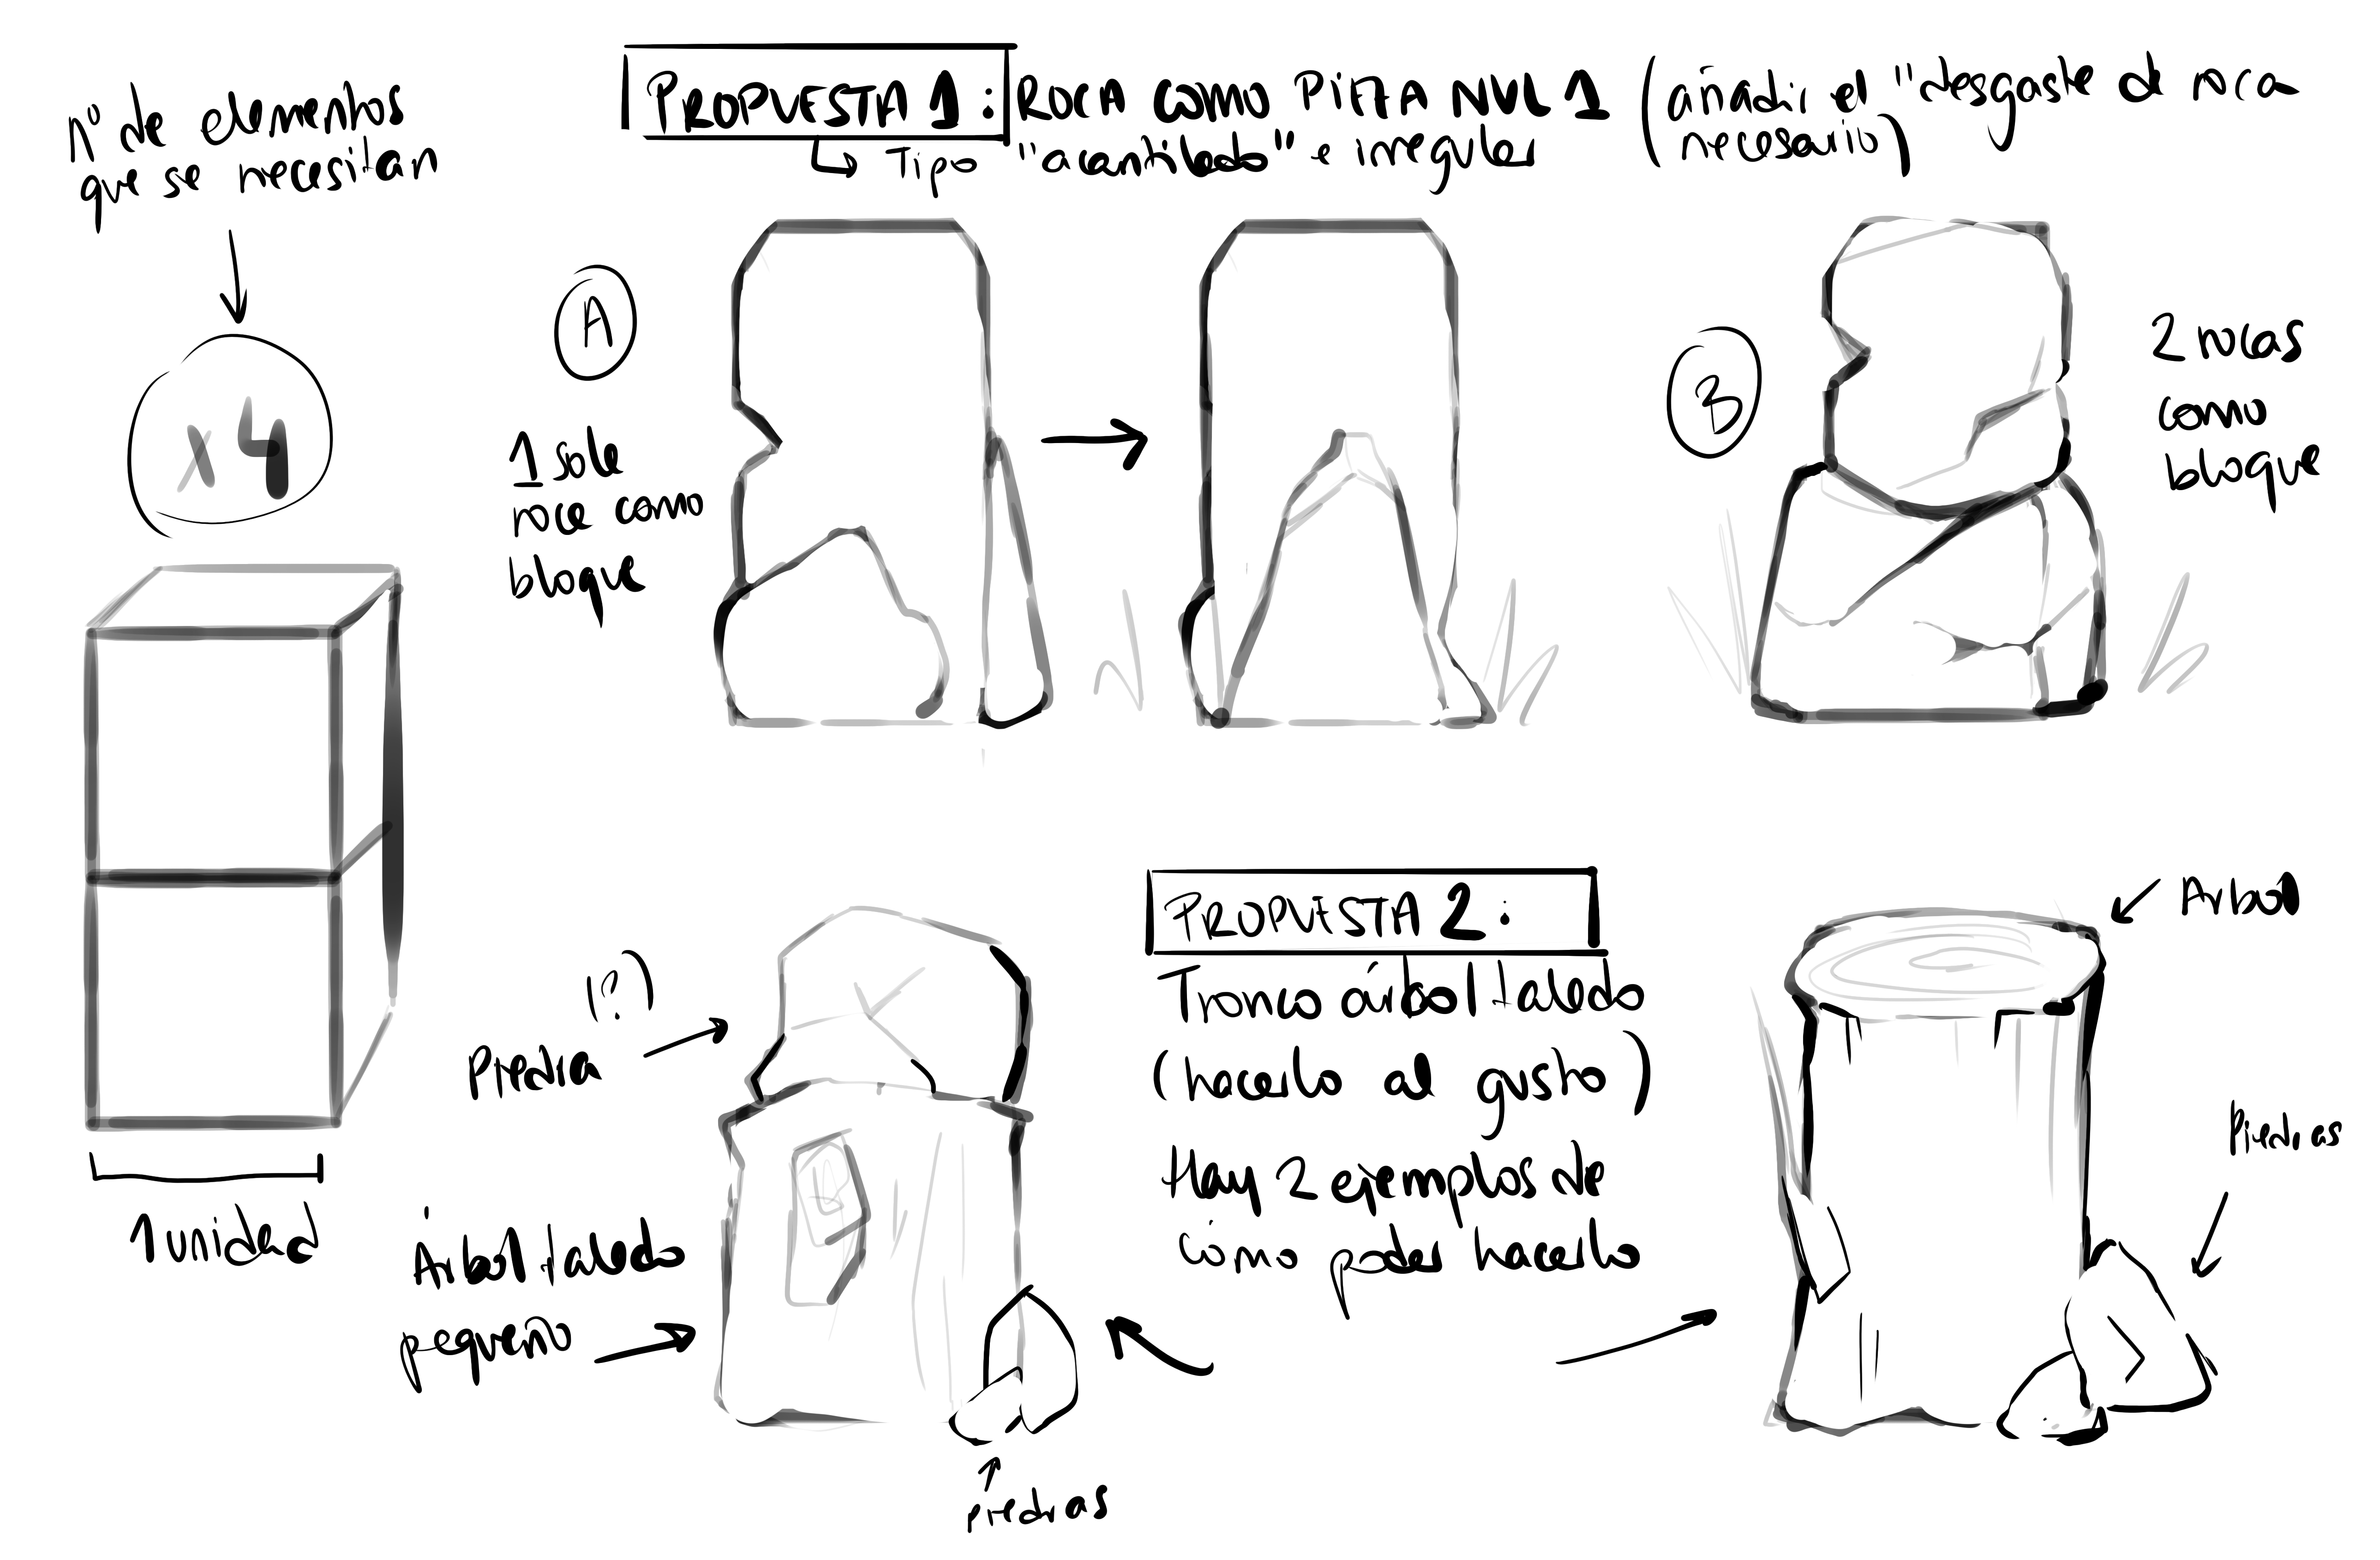 nº de elementos
que se necesitan
x4
1 unidad
PROPUESTA 1: ROCA COMO PIEZA NVL 1 (añadir el "desgaste de roca
necesario)
Tipo "acantilado" e irregular
A
1 sola
roca como
bloque
B
2 rocas
como
bloque
PROPUESTA 2:
Tronco árbol talado
(hacerlo al gusto)
Hay 2 ejemplos de
cómo podes hacerlo
(?)
Piedra
Árbol talado
pequeño
piedras
Arbol
Piedras